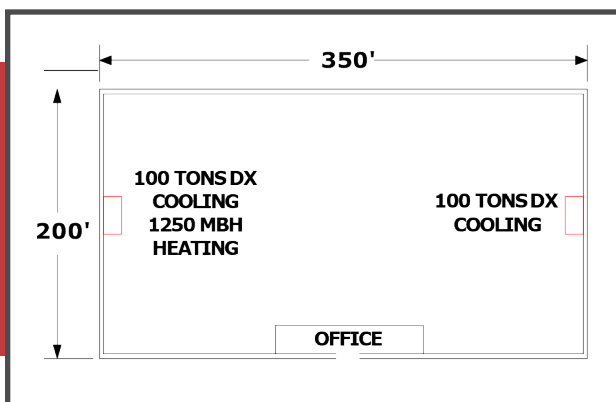 350'
100 TONS DX
COOLING
1250 MBH
HEATING
100 TONS DX
COOLING
200'
OFFICE